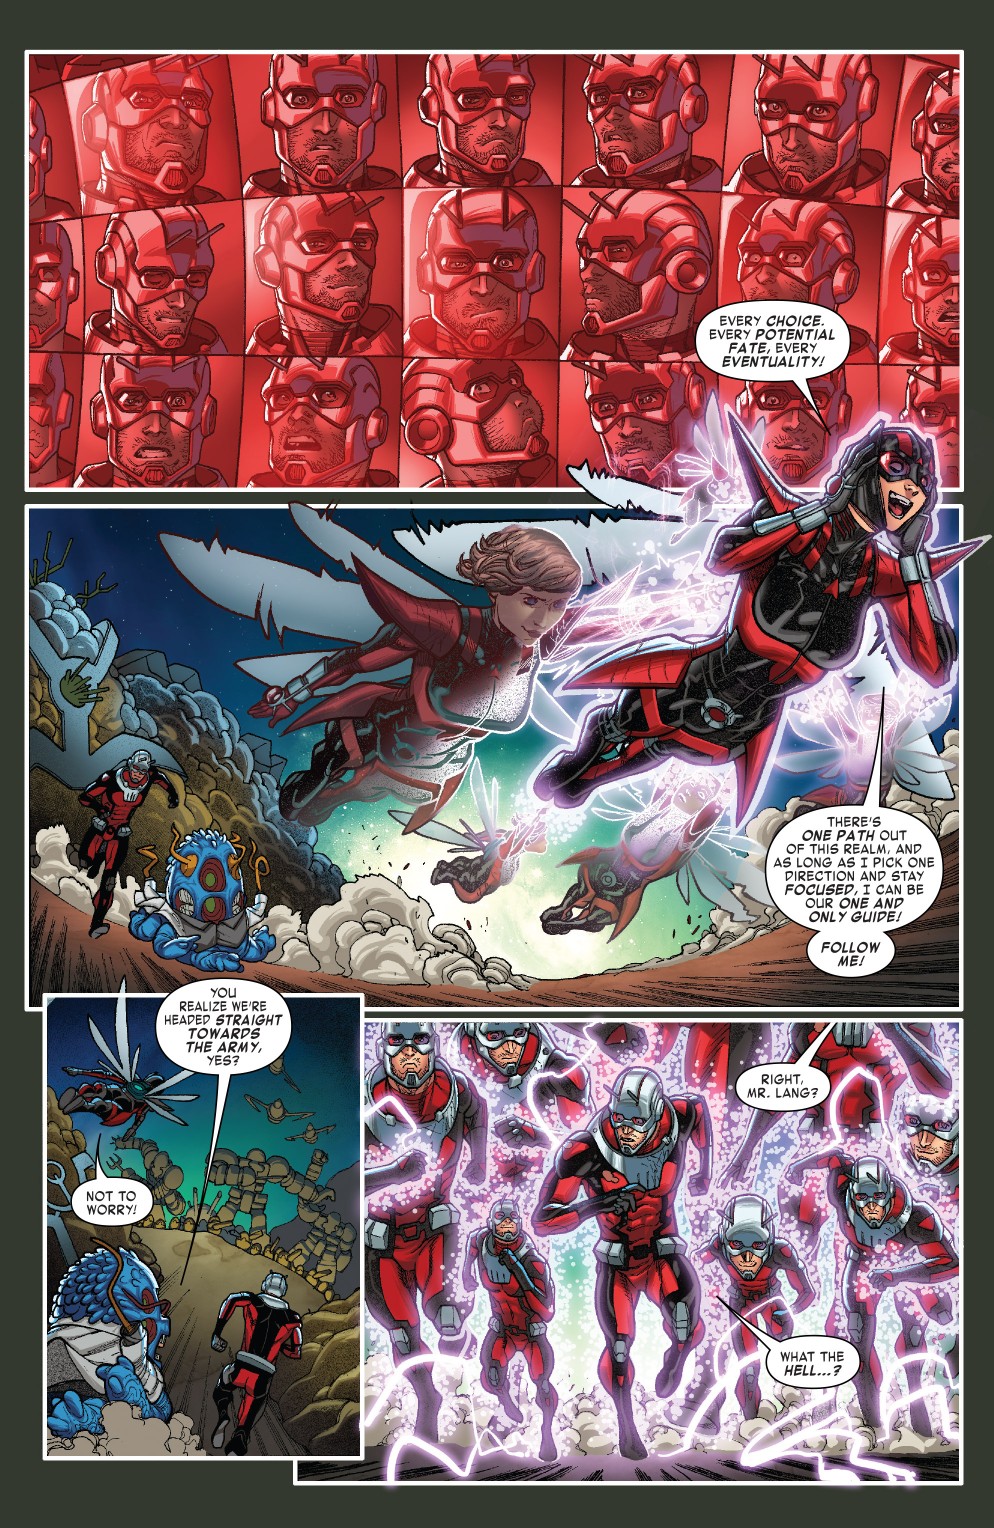 EVERY CHOICE.
EVERY POTENTIAL
FATE, EVERY
EVENTUALITY!
THERE'S
ONE PATH OUT
OF THIS REALM, AND
AS LONG AS I PICK ONE
DIRECTION AND STAY
FOCUSED, I CAN BE
OUR ONE AND
ONLY GUIDE!
FOLLOW
ME!
YOU
REALIZE WE'RE
HEADED STRAIGHT
TOWARDS
THE ARMY,
YES?
NOT TO
WORRY!
RIGHT,
MR. LANG?
WHAT THE
HELL...?